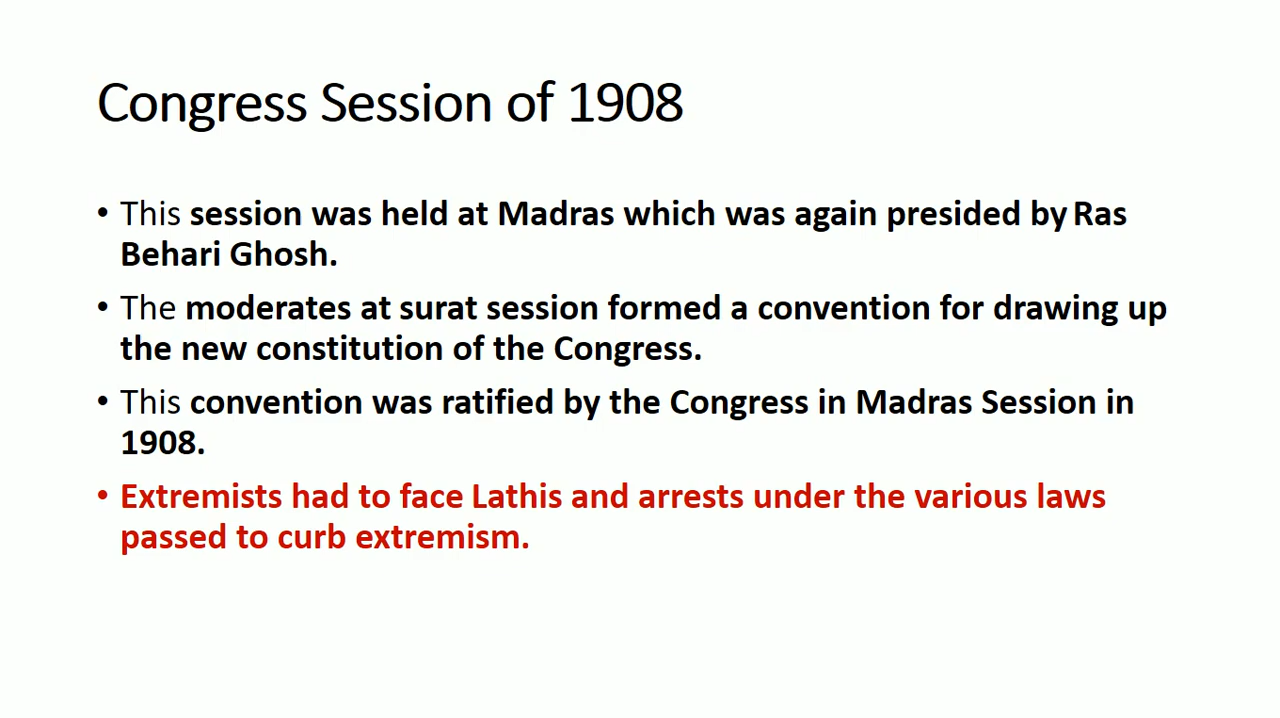 Congress Session of 1908
• This session was held at Madras which was again presided by Ras
Behari Ghosh.
• The moderates at surat session formed a convention for drawing up
the new constitution of the Congress.
• This convention was ratified by the Congress in Madras Session in
1908.
• Extremists had to face Lathis and arrests under the various laws
passed to curb extremism.